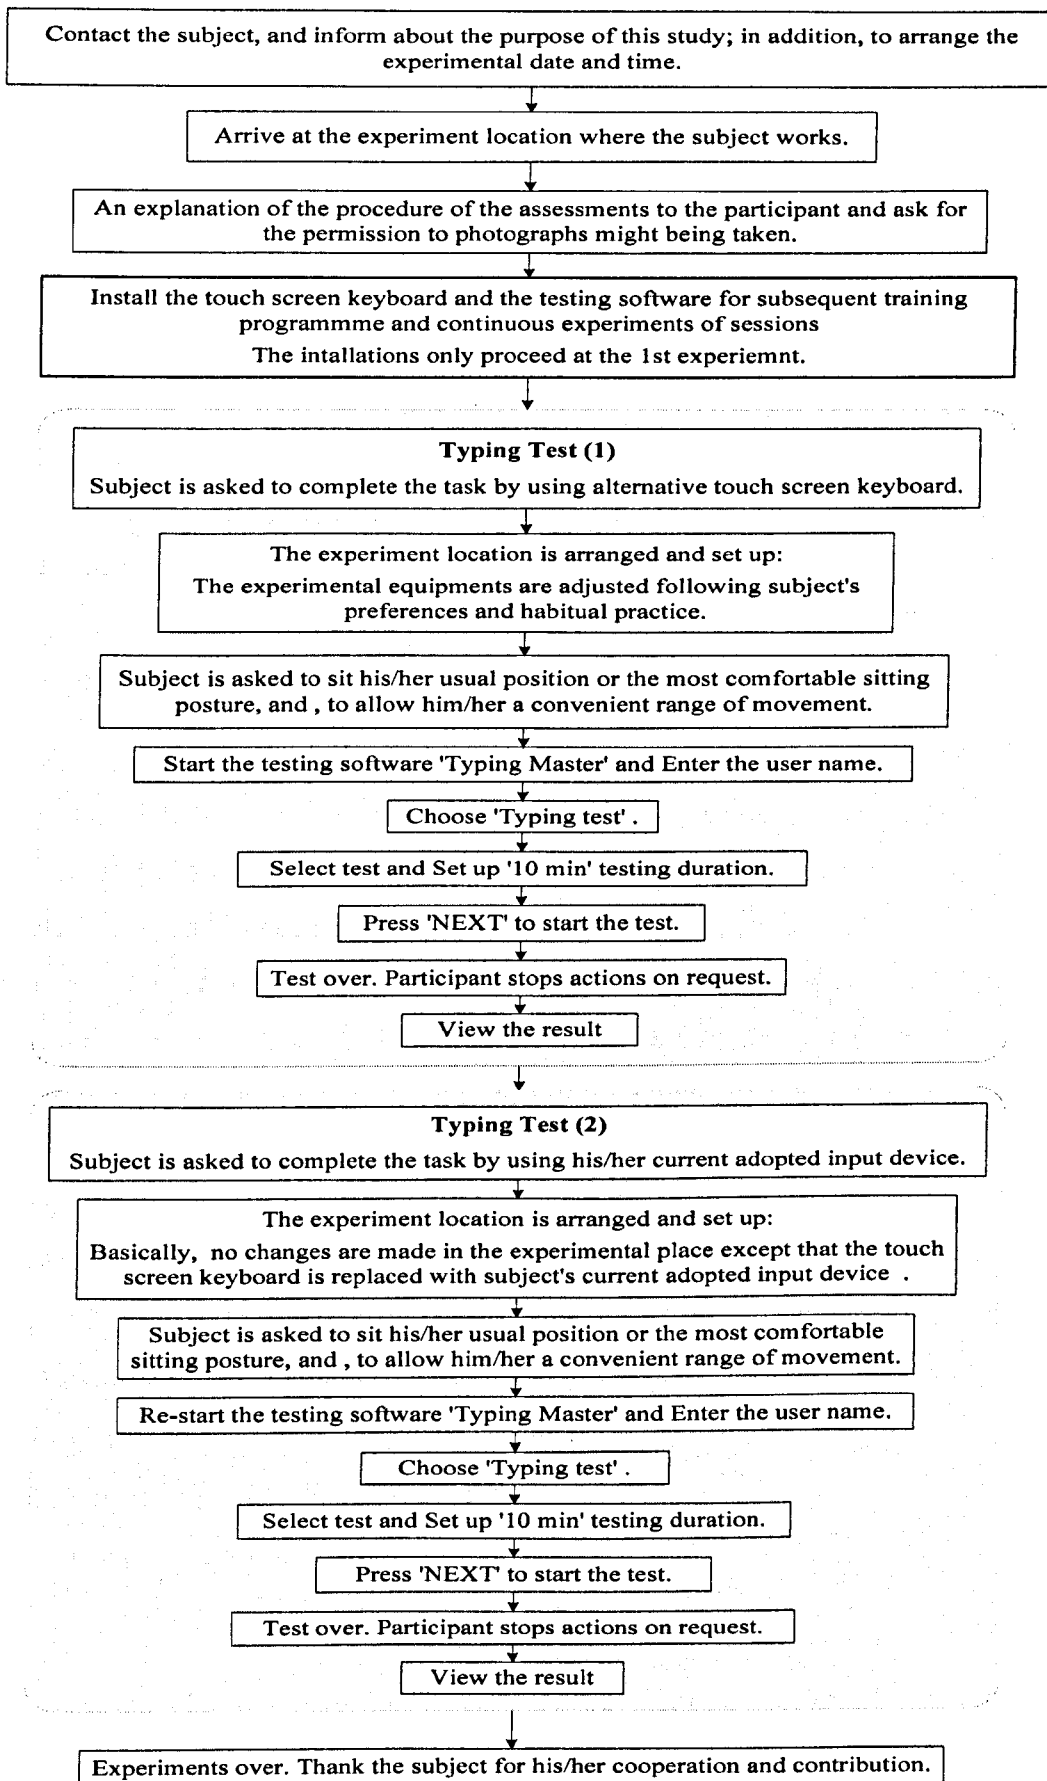 Contact the subject, and inform about the purpose of this study; in addition, to arrange the
experimental date and time.
Arrive at the experiment location where the subject works.
An explanation of the procedure of the assessments to the participant and ask for
the permission to photographs might being taken.
Install the touch screen keyboard and the testing software for subsequent training
programmme and continuous experiments of sessions
The intallations only proceed at the 1st experiemnt.
Typing Test (1)
Subject is asked to complete the task by using alternative touch screen keyboard.
The experiment location is arranged and set up:
The experimental equipments are adjusted following subject's
preferences and habitual practice.
Subject is asked to sit his/her usual position or the most comfortable sitting
posture, and , to allow him/her a convenient range of movement.
Start the testing software 'Typing Master' and Enter the user name.
Choose 'Typing test' .
Select test and Set up '10 min' testing duration.
Press 'NEXT' to start the test.
Test over. Participant stops actions on request.
View the result
Typing Test (2)
Subject is asked to complete the task by using his/her current adopted input device.
The experiment location is arranged and set up:
Basically, no changes are made in the experimental place except that the touch
screen keyboard is replaced with subject's current adopted input device .
Subject is asked to sit his/her usual position or the most comfortable
sitting posture, and , to allow him/her a convenient range of movement.
Re-start the testing software 'Typing Master' and Enter the user name.
Choose 'Typing test' .
Select test and Set up '10 min' testing duration.
Press 'NEXT' to start the test.
Test over. Participant stops actions on request.
View the result
Experiments over. Thank the subject for his/her cooperation and contribution.